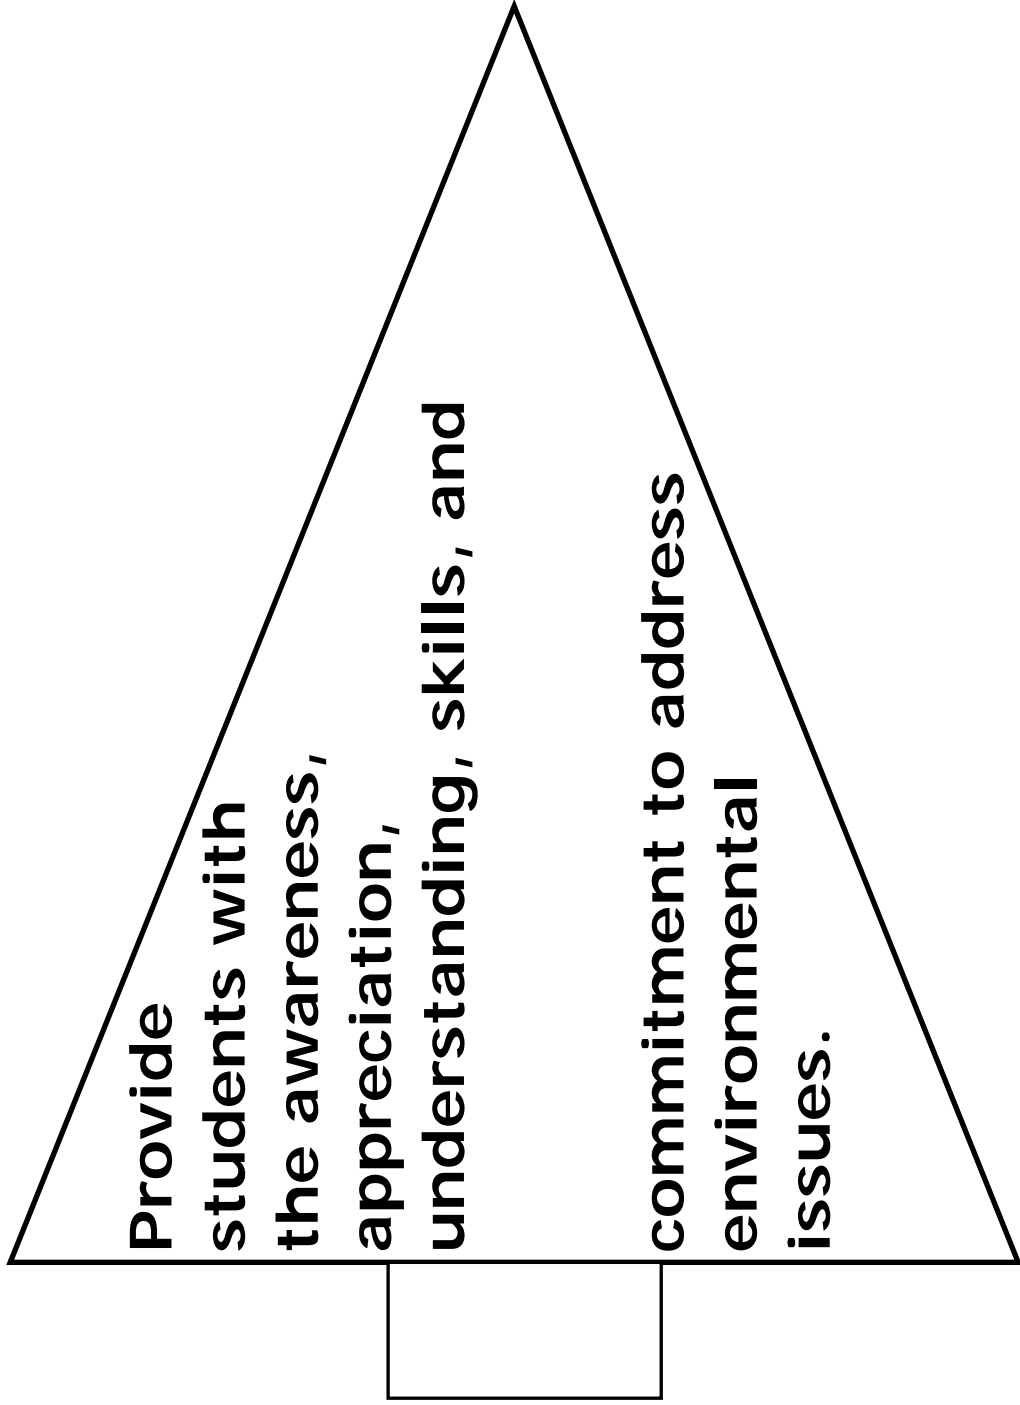 Provide
students with
the awareness,
appreciation,
understanding, skills, and
commitment to address
environmental
issues.